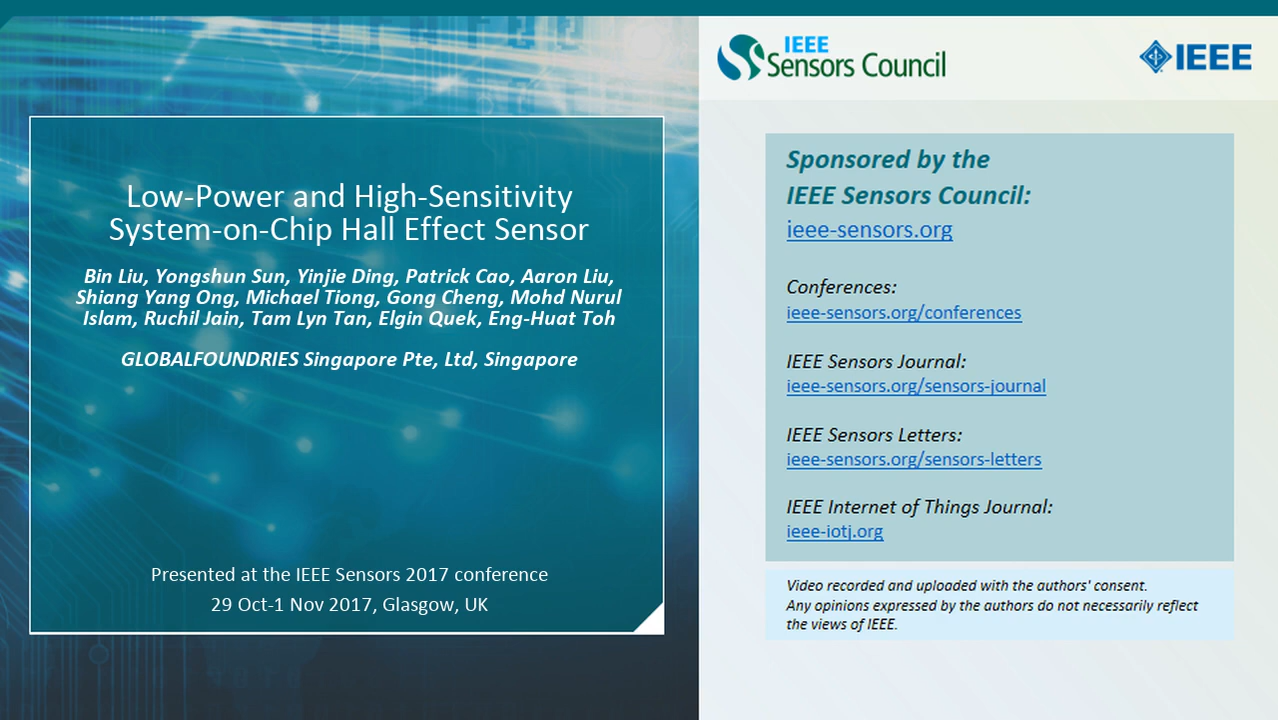 Low-Power and High-Sensitivity
System-on-Chip Hall Effect Sensor
Bin Liu, Yongshun Sun, Yinjie Ding, Patrick Cao, Aaron Liu,
Shiang Yang Ong, Michael Tiong, Gong Cheng, Mohd Nurul
Islam, Ruchil Jain, Tam Lyn Tan, Elgin Quek, Eng-Huat Toh
GLOBALFOUNDRIES Singapore Pte, Ltd, Singapore
Presented at the IEEE Sensors 2017 conference
29 Oct-1 Nov 2017, Glasgow, UK
IEEE
Sensors Council
IEEE
Sponsored by the
IEEE Sensors Council:
ieee-sensors.org
Conferences:
ieee-sensors.org/conferences
IEEE Sensors Journal:
ieee-sensors.org/sensors-journal
IEEE Sensors Letters:
ieee-sensors.org/sensors-letters
IEEE Internet of Things Journal:
ieee-iotj.org
Video recorded and uploaded with the authors' consent.
Any opinions expressed by the authors do not necessarily reflect
the views of IEEE.